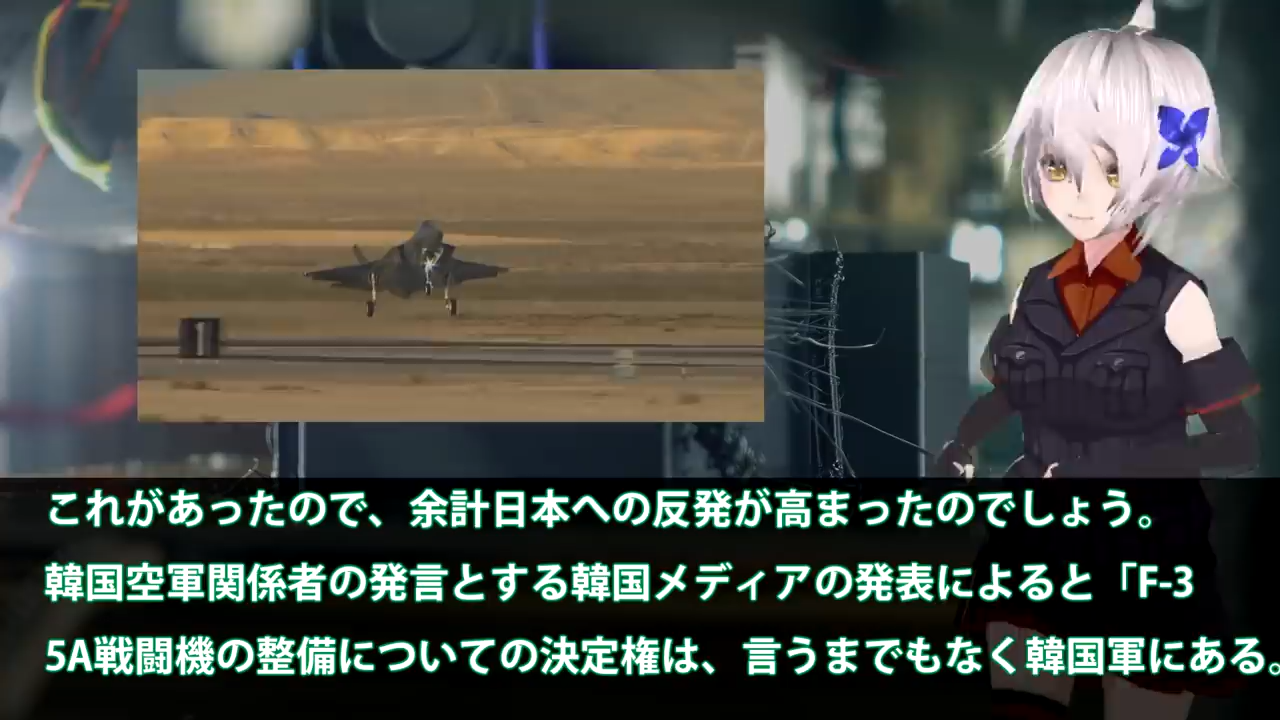 1
これがあったので、余計日本への反発が高まったのでしょう。
韓国空軍関係者の発言とする韓国メディアの発表によると「F-3
5A戦闘機の整備についての決定権は、言うまでもなく韓国軍にある。